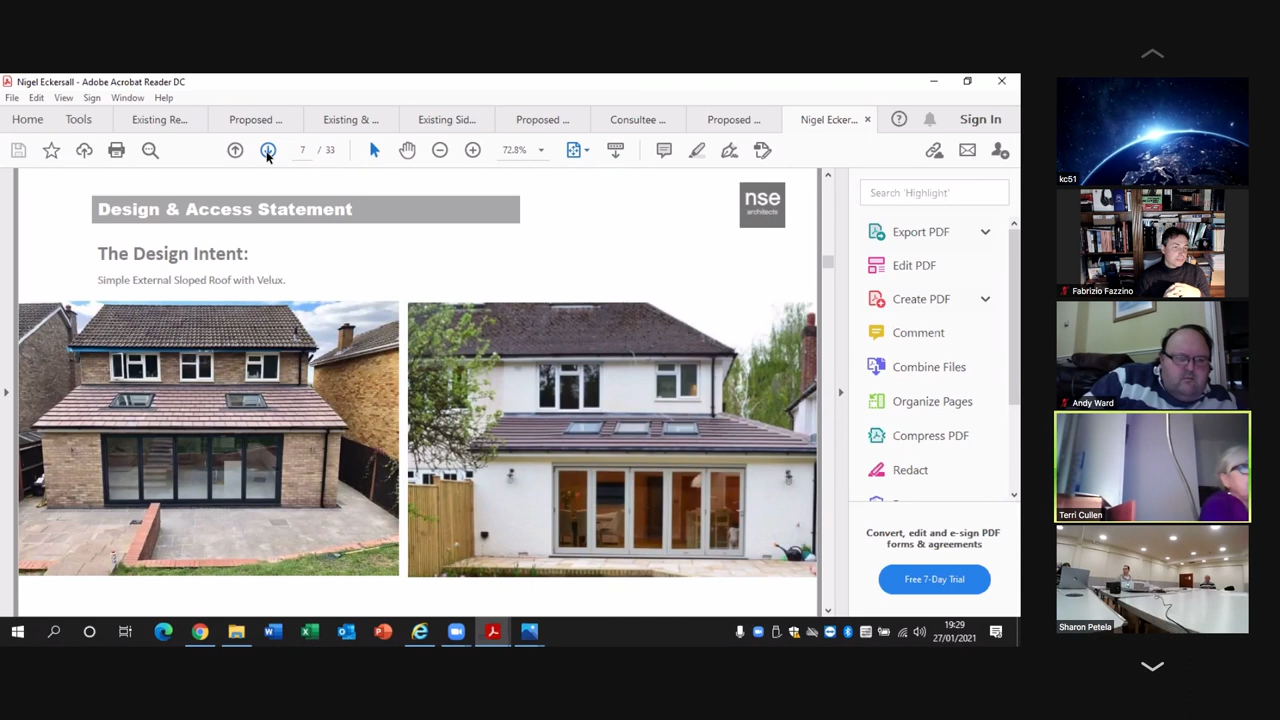 Nigel Eckersall - Adobe Acrobat Reader DC
File Edit View Sign Window Help
Home Tools Existing Re... Proposed ... Existing & ... Existing Sid... Proposed ... Consultee ... Proposed ... Nigel Ecker... × Sign In
7 / 33 72.8%
Design & Access Statement
nse
architects
The Design Intent:
Simple External Sloped Roof with Velux.
Search 'Highlight'
Export PDF
Edit PDF
Create PDF
Comment
Combine Files
Organize Pages
Compress PDF
Redact
Convert, edit and e-sign PDF
forms & agreements
Free 7-Day Trial
19:29
27/01/2021
kc51
Fabrizio Fazzino
Andy Ward
Terri Cullen
Sharon Petela